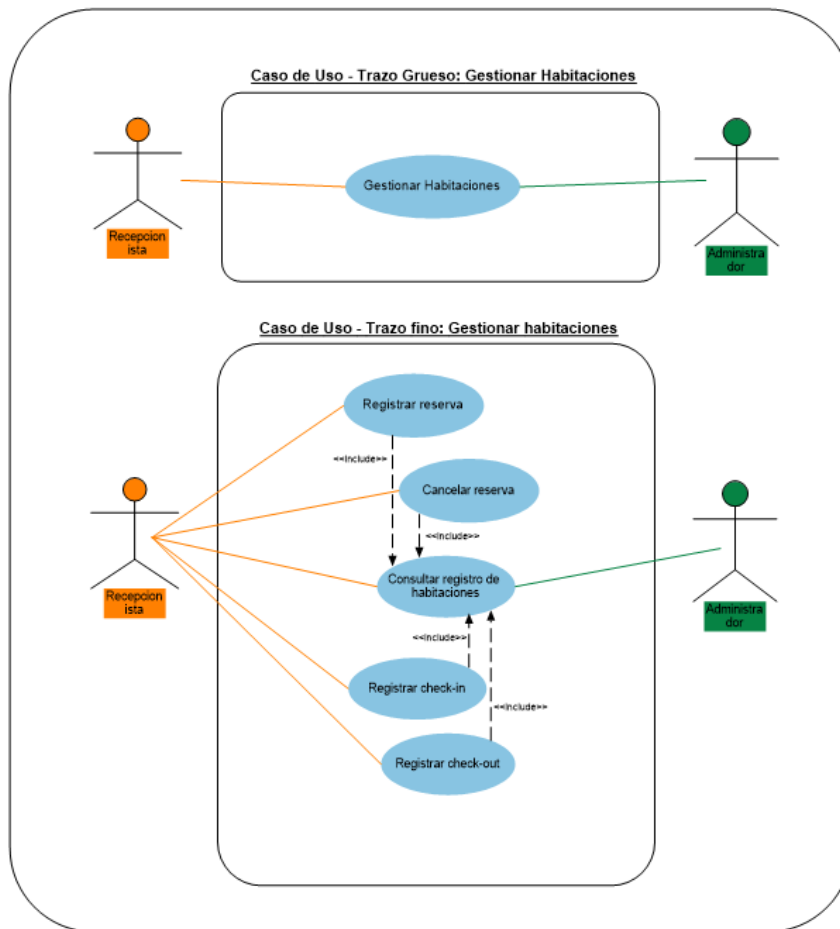 Caso de Uso - Trazo Grueso: Gestionar Habitaciones
Gestionar Habitaciones
Recepcion
ista
Administra
dor
Caso de Uso - Trazo fino: Gestionar habitaciones
Registrar reserva
<<include>>
Cancelar reserva
<<include>>
Consultar registro de
habitaciones
Recepcion
ista
Administra
dor
<<include>>
Registrar check-in
<<include>>
Registrar check-out